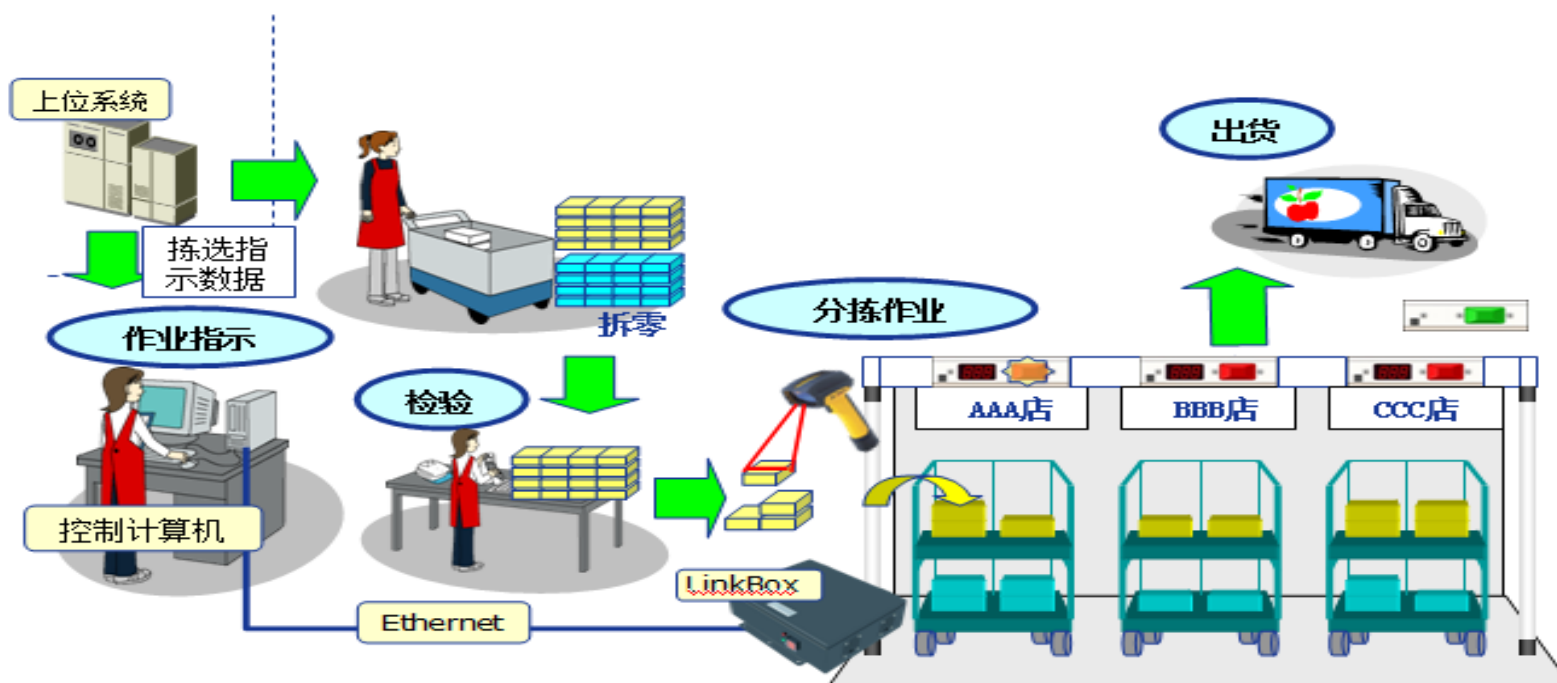 上位系统
拣选指
示数据
作业指示
控制计算机
拆零
检验
Ethernet
LinkBox
分拣作业
出货
AAA店
BBB店
CCC店